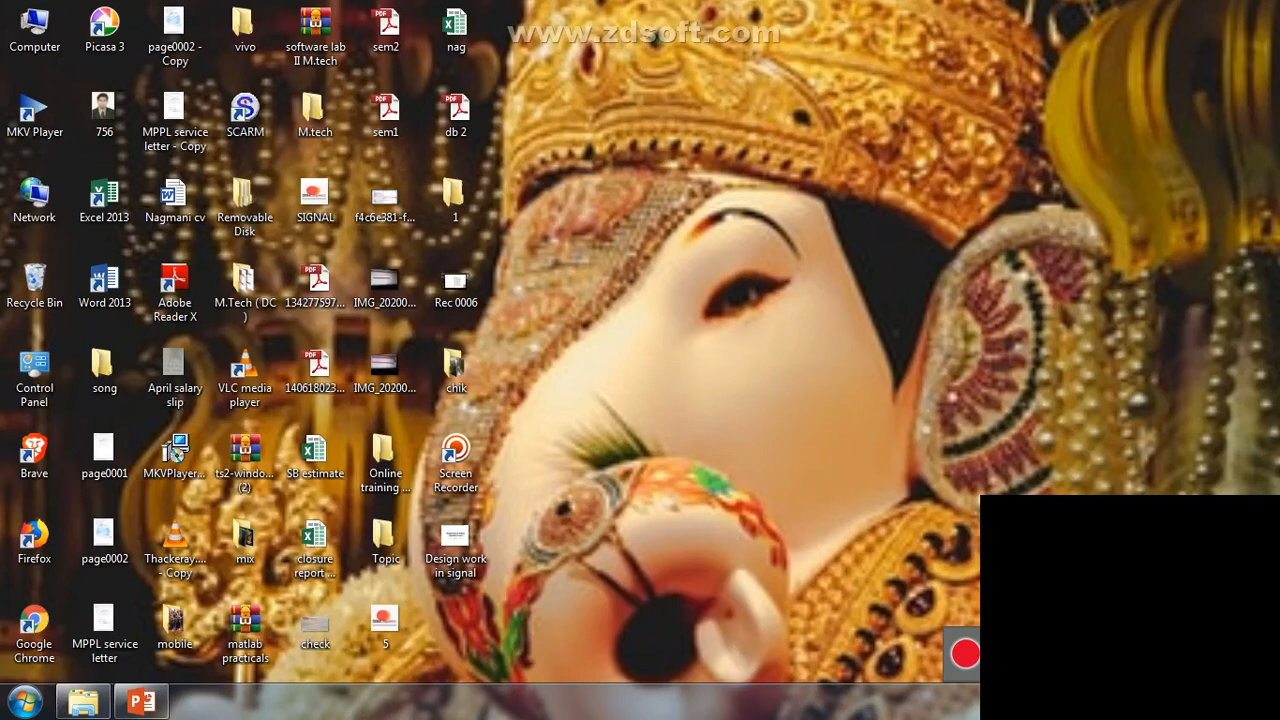 www.zdsoft.com
Computer
Picasa 3
page0002 -
Copy
vivo
software lab
II M.tech
sem2
nag
MKV Player
756
MPPL service
letter - Copy
SCARM
M.tech
sem1
db 2
Network
Excel 2013
Nagmani cv
Removable
Disk
SIGNAL
f4c6e381-f...
1
Recycle Bin
Word 2013
Adobe
Reader X
M.Tech ( DC
)
134277597...
IMG_20200...
Rec 0006
Control
Panel
song
April salary
slip
VLC media
player
140618023...
IMG_20200...
chik
Brave
page0001
MKVPlayer...
ts2-windo...
(2)
SB estimate
Online
training ...
Screen
Recorder
Firefox
page0002
Thackeray....
- Copy
mix
closure
report ...
Topic
Design work
in signal
Google
Chrome
MPPL service
letter
mobile
matlab
practicals
check
5